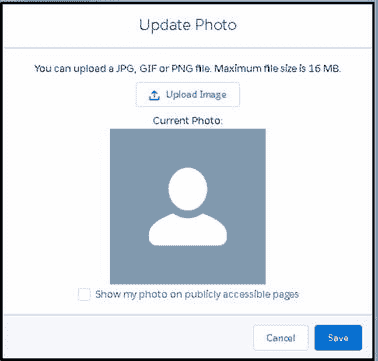 Update Photo
You can upload a JPG, GIF or PNG file. Maximum file size is 16 MB.
Upload Image
Current Photo:
Show my photo on publicly accessible pages
Cancel
Save